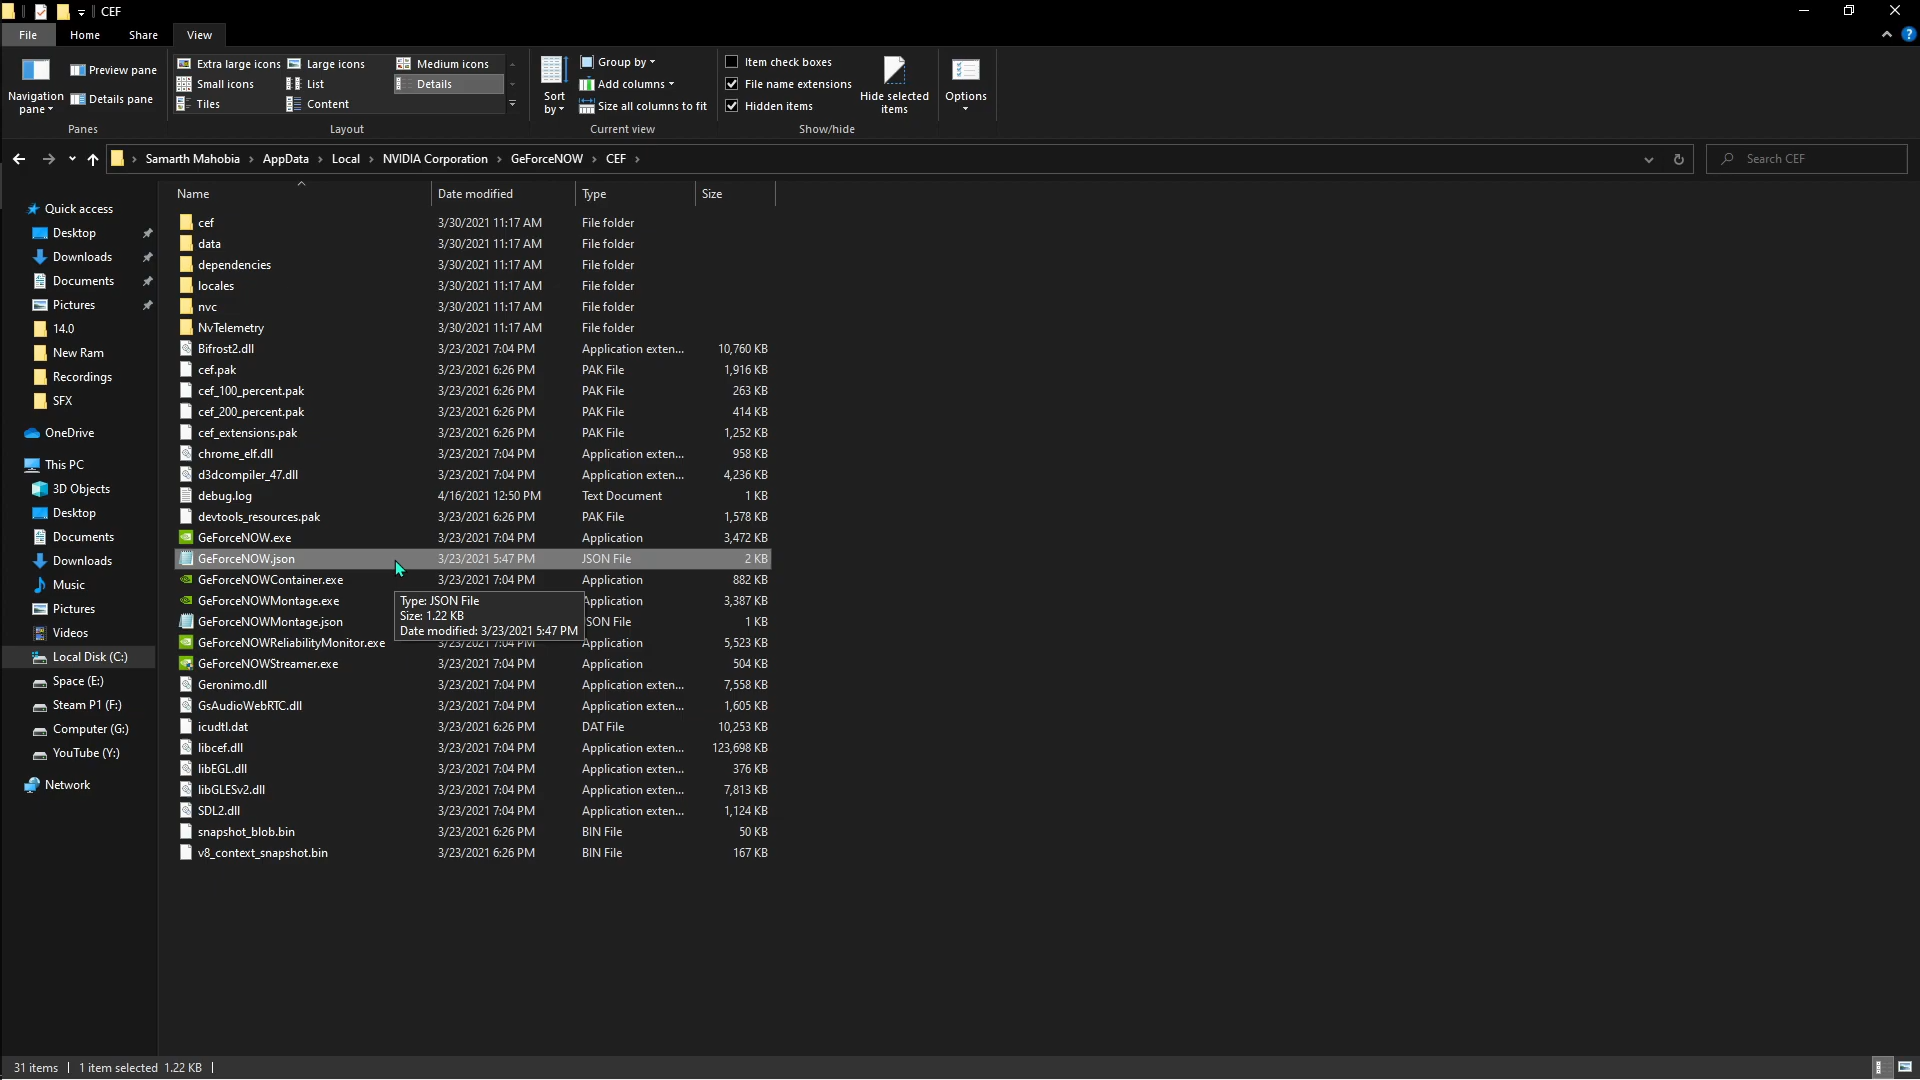 CEF
File Home Share View
Navigation pane
Preview pane
Details pane
Panes
Extra large icons Large icons Medium icons
Small icons List Details
Tiles Content
Layout
Sort by
Group by
Add columns
Size all columns to fit
Current view
Item check boxes
File name extensions
Hidden items
Hide selected items
Show/hide
Options
Samarth Mahobia > AppData > Local > NVIDIA Corporation > GeForceNOW > CEF >
Search CEF
Quick access
Desktop
Downloads
Documents
Pictures
14.0
New Ram
Recordings
SFX
OneDrive
This PC
3D Objects
Desktop
Documents
Downloads
Music
Pictures
Videos
Local Disk (C:)
Space (E:)
Steam P1 (F:)
Computer (G:)
YouTube (Y:)
Network
Name Date modified Type Size
cef 3/30/2021 11:17 AM File folder
data 3/30/2021 11:17 AM File folder
dependencies 3/30/2021 11:17 AM File folder
locales 3/30/2021 11:17 AM File folder
nvc 3/30/2021 11:17 AM File folder
NvTelemetry 3/30/2021 11:17 AM File folder
Bifrost2.dll 3/23/2021 7:04 PM Application exten... 10,760 KB
cef.pak 3/23/2021 6:26 PM PAK File 1,916 KB
cef_100_percent.pak 3/23/2021 6:26 PM PAK File 263 KB
cef_200_percent.pak 3/23/2021 6:26 PM PAK File 414 KB
cef_extensions.pak 3/23/2021 6:26 PM PAK File 1,252 KB
chrome_elf.dll 3/23/2021 7:04 PM Application exten... 958 KB
d3dcompiler_47.dll 3/23/2021 7:04 PM Application exten... 4,236 KB
debug.log 4/16/2021 12:50 PM Text Document 1 KB
devtools_resources.pak 3/23/2021 6:26 PM PAK File 1,578 KB
GeForceNOW.exe 3/23/2021 7:04 PM Application 3,472 KB
GeForceNOW.json 3/23/2021 5:47 PM JSON File 2 KB
GeForceNOWContainer.exe 3/23/2021 7:04 PM Application 882 KB
GeForceNOWMontage.exe Application 3,387 KB
GeForceNOWMontage.json SON File 1 KB
Type: JSON File
Size: 1.22 KB
Date modified: 3/23/2021 5:47 PM
GeForceNOWReliabilityMonitor.exe 3/23/2021 7:04 PM Application 5,523 KB
GeForceNOWStreamer.exe 3/23/2021 7:04 PM Application 504 KB
Geronimo.dll 3/23/2021 7:04 PM Application exten... 7,558 KB
GsAudioWebRTC.dll 3/23/2021 7:04 PM Application exten... 1,605 KB
icudtl.dat 3/23/2021 6:26 PM DAT File 10,253 KB
libcef.dll 3/23/2021 7:04 PM Application exten... 123,698 KB
libEGL.dll 3/23/2021 7:04 PM Application exten... 376 KB
libGLESv2.dll 3/23/2021 7:04 PM Application exten... 7,813 KB
SDL2.dll 3/23/2021 7:04 PM Application exten... 1,124 KB
snapshot_blob.bin 3/23/2021 6:26 PM BIN File 50 KB
v8_context_snapshot.bin 3/23/2021 6:26 PM BIN File 167 KB
31 items 1 item selected 1.22 KB